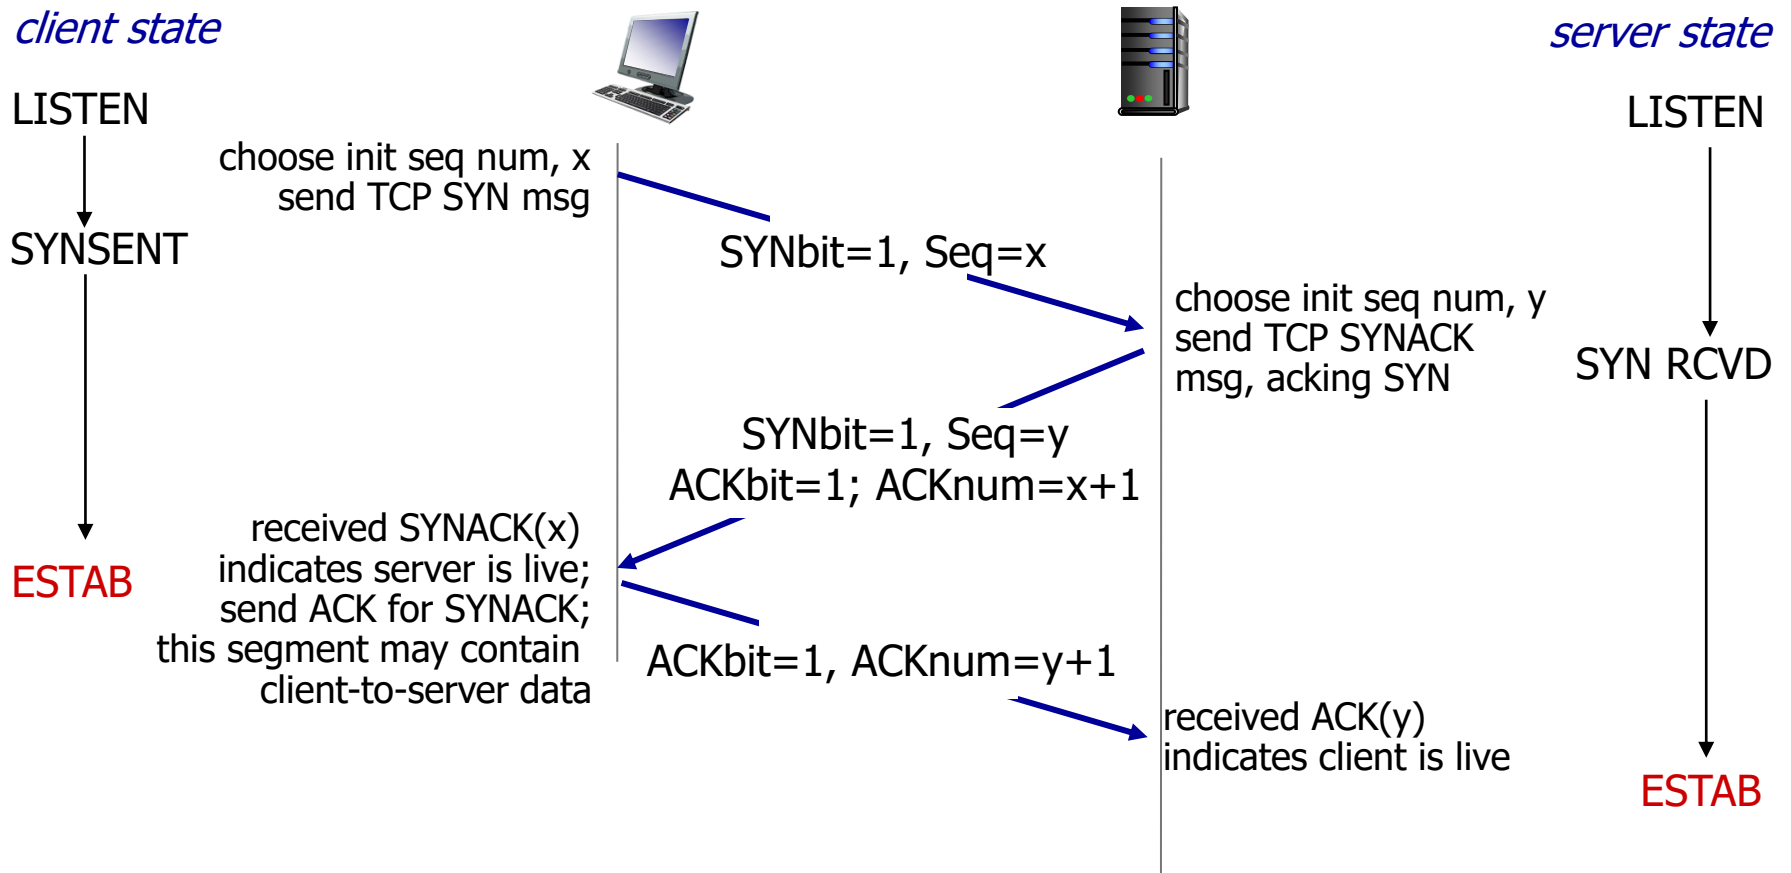 client state
server state
LISTEN
LISTEN
choose init seq num, x
send TCP SYN msg
SYNSENT
SYNbit=1, Seq=x
choose init seq num, y
send TCP SYNACK
msg, acking SYN
SYN RCVD
SYNbit=1, Seq=y
ACKbit=1; ACKnum=x+1
received SYNACK(x)
indicates server is live;
send ACK for SYNACK;
this segment may contain
client-to-server data
ESTAB
ACKbit=1, ACKnum=y+1
received ACK(y)
indicates client is live
ESTAB